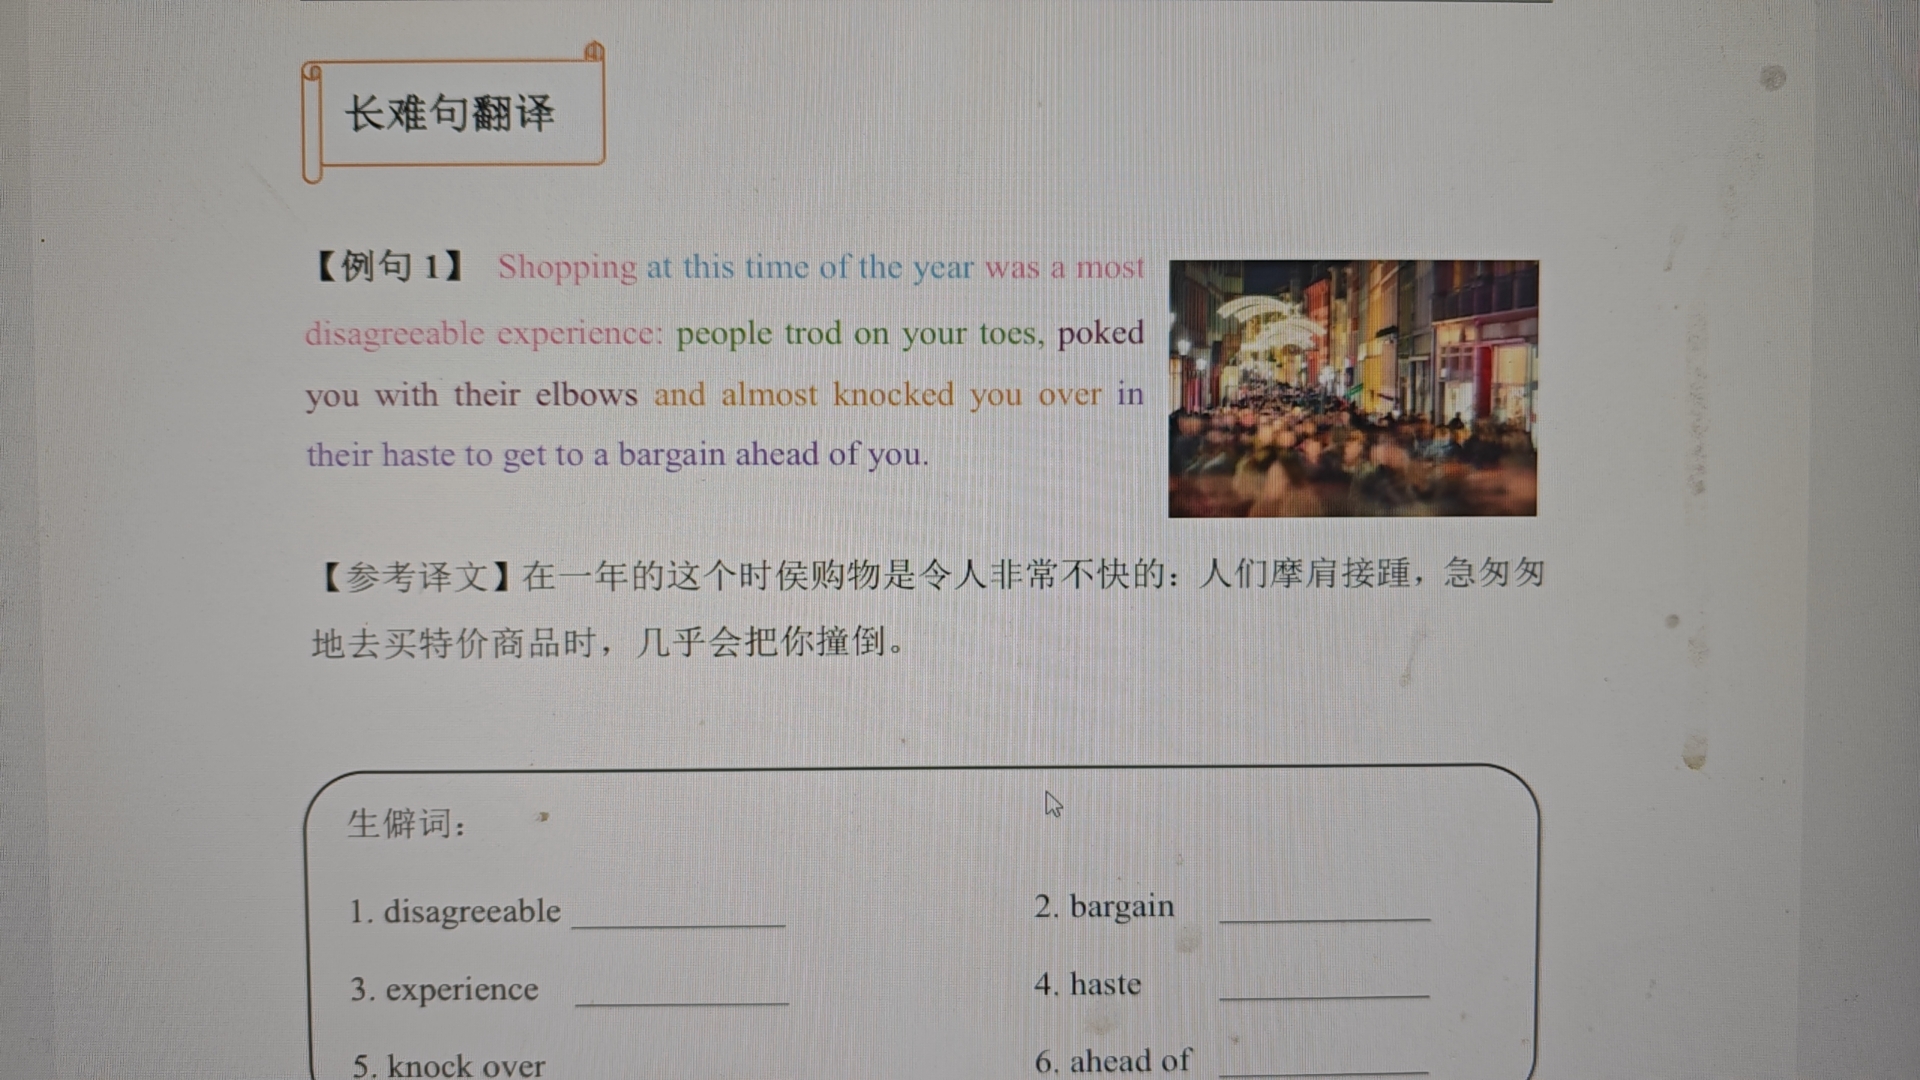 长难句翻译
【例句 1】 Shopping at this time of the year was a most
disagreeable experience: people trod on your toes, poked
you with their elbows and almost knocked you over in
their haste to get to a bargain ahead of you.
【参考译文】在一年的这个时侯购物是令人非常不快的：人们摩肩接踵，急匆匆
地去买特价商品时，几乎会把你撞倒。
生僻词：
1. disagreeable ____________ 2. bargain ____________
3. experience ____________ 4. haste ____________
5. knock over 6. ahead of ____________